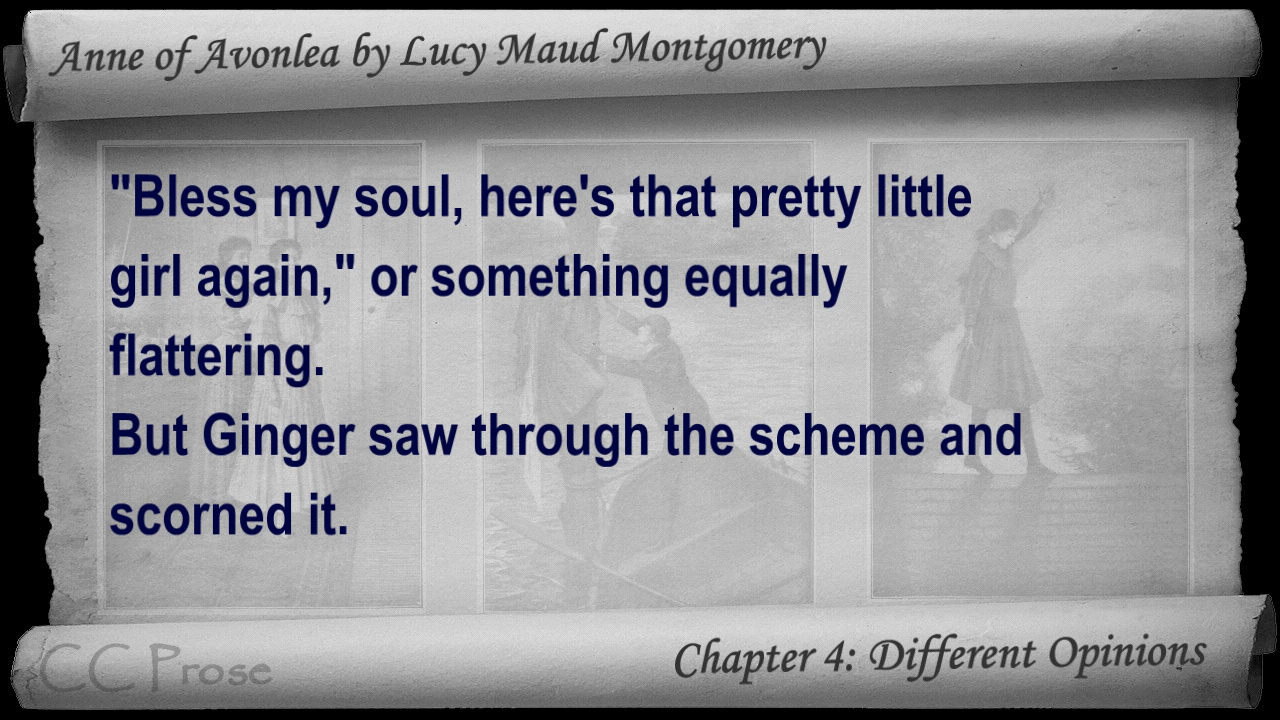 Anne of Avonlea by Lucy Maud Montgomery
"Bless my soul, here's that pretty little
girl again," or something equally
flattering.
But Ginger saw through the scheme and
scorned it.
CC Prose
Chapter 4: Different Opinions